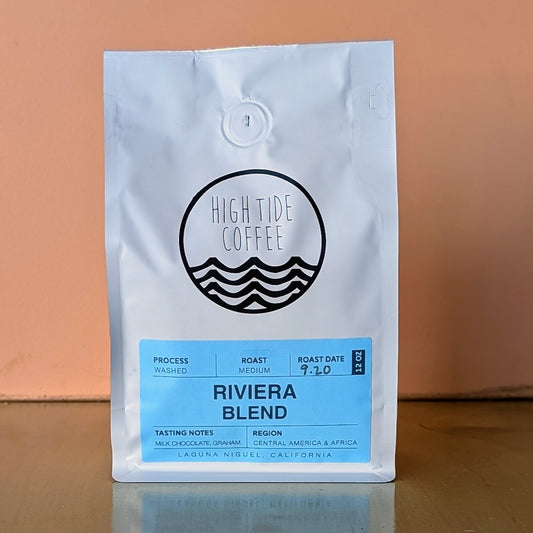 HIGH TIDE
COFFEE
PROCESS
WASHED
ROAST
MEDIUM
ROAST DATE
9.20
12 OZ
RIVIERA
BLEND
TASTING NOTES
MILK CHOCOLATE, GRAHAM
REGION
CENTRAL AMERICA & AFRICA
LAGUNA NIGUEL, CALIFORNIA